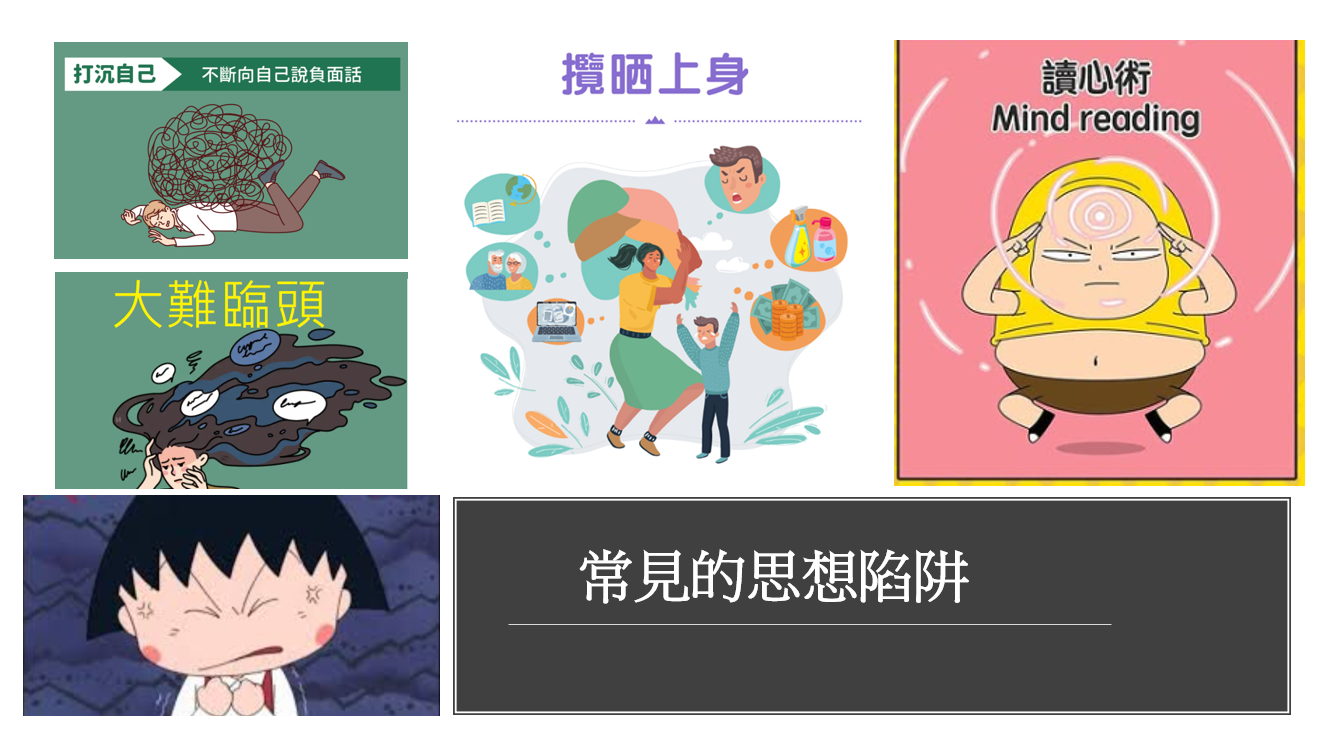 打沉自己
不斷向自己說負面話
大難臨頭
攬晒上身
讀心術
Mind reading
常見的思想陷阱